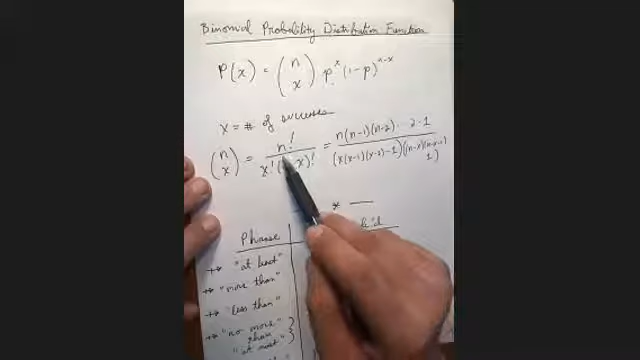 Binomial Probability Distribution Function
P(x) = (n x) p^x (1-p)^n-x
x = # of success
(n x) = n! / x!( -x)! = n(n-1)(n-2)...2·1 / (x(x-1)(x-2)-1)(n-x)(n-x-1) 1)
* —
Phrase
** "at least"
** "more than"
** "less than"
** "no more than"
"at most"